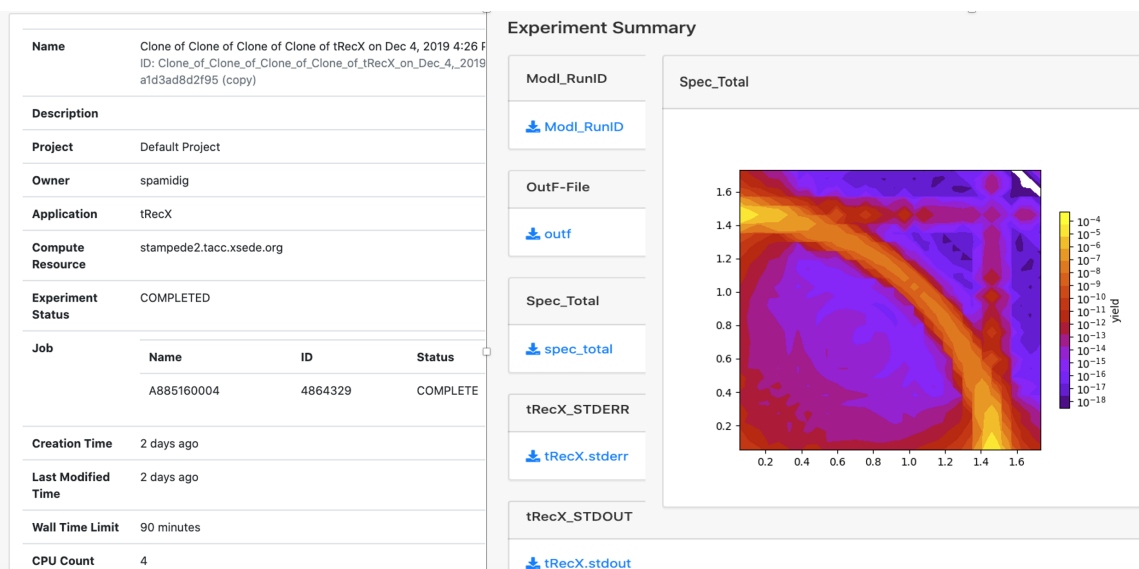 Name
Clone of Clone of Clone of Clone of tRecX on Dec 4, 2019 4:26
ID: Clone_of_Clone_of_Clone_of_Clone_of_tRecX_on_Dec_4,_2019
a1d3ad8d2f95 (copy)
Description
Project
Default Project
Owner
spamidig
Application
tRecX
Compute
Resource
stampede2.tacc.xsede.org
Experiment
Status
COMPLETED
Job
Name ID Status
A885160004 4864329 COMPLETE
Creation Time
2 days ago
Last Modified
Time
2 days ago
Wall Time Limit
90 minutes
CPU Count
4
Experiment Summary
Modl_RunID
Modl_RunID
OutF-File
outf
Spec_Total
spec_total
tRecX_STDERR
tRecX.stderr
tRecX_STDOUT
tRecX.stdout
Spec_Total
1.6
1.4
1.2
1.0
0.8
0.6
0.4
0.2
0.2 0.4 0.6 0.8 1.0 1.2 1.4 1.6
10⁻⁴
10⁻⁵
10⁻⁶
10⁻⁷
10⁻⁸
10⁻⁹
10⁻¹⁰
10⁻¹¹
10⁻¹²
10⁻¹³
10⁻¹⁴
10⁻¹⁵
10⁻¹⁶
10⁻¹⁷
10⁻¹⁸
yield